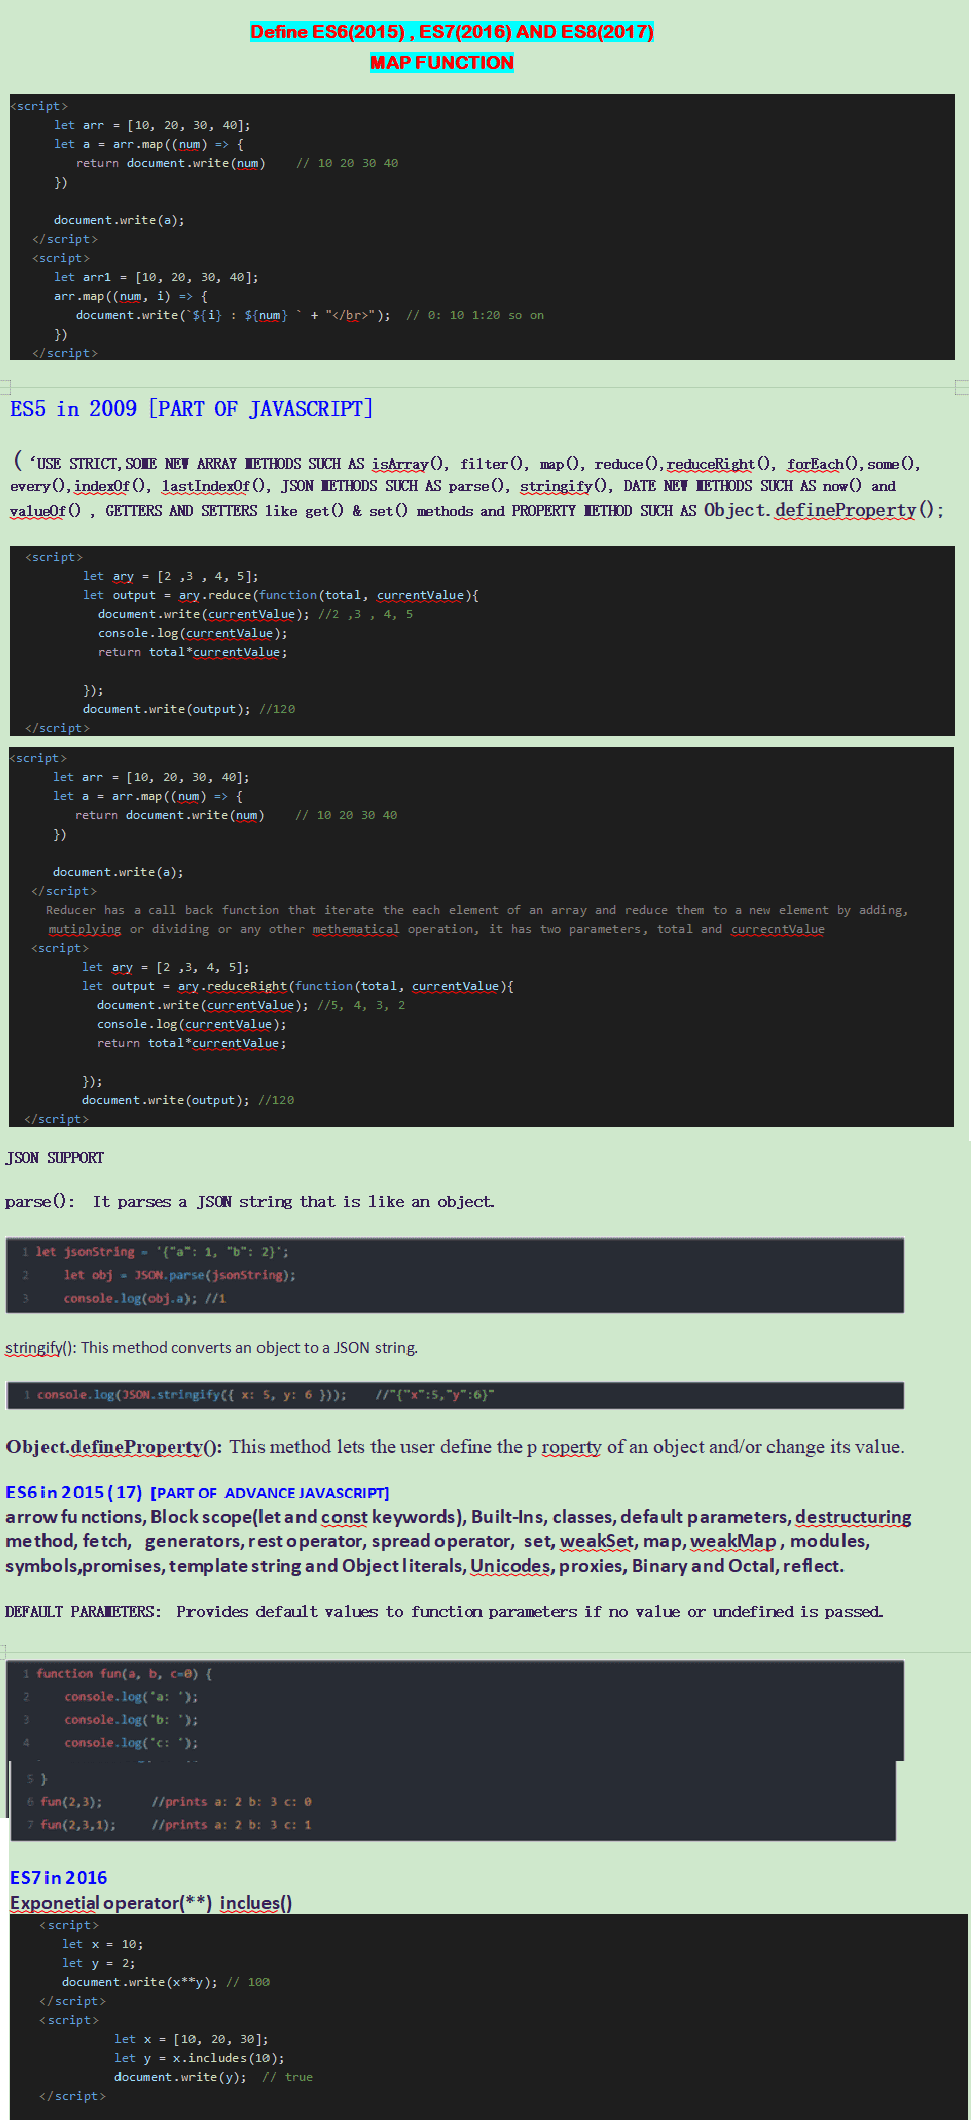 Define ES6(2015) , ES7(2016) AND ES8(2017)
MAP FUNCTION
<script>
let arr = [10, 20, 30, 40];
let a = arr.map((num) => {
return document.write(num) // 10 20 30 40
})
document.write(a);
</script>
<script>
let arr1 = [10, 20, 30, 40];
arr.map((num, i) => {
document.write(`${i} : ${num} ` + "</br>"); // 0: 10 1:20 so on
})
</script>
ES5 in 2009 [PART OF JAVASCRIPT]
( ‘USE STRICT,SOME NEW ARRAY METHODS SUCH AS isArray(), filter(), map(), reduce(),reduceRight(), forEach(),some(),
every(),indexOf(), lastIndexOf(), JSON METHODS SUCH AS parse(), stringify(), DATE NEW METHODS SUCH AS now() and
valueOf() , GETTERS AND SETTERS like get() & set() methods and PROPERTY METHOD SUCH AS Object.defineProperty();
<script>
let ary = [2 ,3 , 4, 5];
let output = ary.reduce(function(total, currentValue){
document.write(currentValue); //2 ,3 , 4, 5
console.log(currentValue);
return total*currentValue;
});
document.write(output); //120
</script>
<script>
let arr = [10, 20, 30, 40];
let a = arr.map((num) => {
return document.write(num) // 10 20 30 40
})
document.write(a);
</script>
Reducer has a call back function that iterate the each element of an array and reduce them to a new element by adding,
mutiplying or dividing or any other methematical operation, it has two parameters, total and currecntValue
<script>
let ary = [2 ,3, 4, 5];
let output = ary.reduceRight(function(total, currentValue){
document.write(currentValue); //5, 4, 3, 2
console.log(currentValue);
return total*currentValue;
});
document.write(output); //120
</script>
JSON SUPPORT
parse(): It parses a JSON string that is like an object.
1 let jsonString = '{"a": 1, "b": 2}';
2 let obj = JSON.parse(jsonString);
3 console.log(obj.a); //1
stringify(): This method converts an object to a JSON string.
1 console.log(JSON.stringify({ x: 5, y: 6 })); //"{"x":5,"y":6}"
Object.defineProperty(): This method lets the user define the p roperty of an object and/or change its value.
ES6 in 2015 ( 17) [PART OF ADVANCE JAVASCRIPT]
arrow functions, Block scope(let and const keywords), Built-Ins, classes, default parameters, destructuring
method, fetch, generators, rest operator, spread operator, set, weakSet, map, weakMap , modules,
symbols,promises, template string and Object literals, Unicodes, proxies, Binary and Octal, reflect.
DEFAULT PARAMETERS: Provides default values to function parameters if no value or undefined is passed.
1 function fun(a, b, c=0) {
2 console.log("a: ");
3 console.log("b: ");
4 console.log("c: ");
5 }
6 fun(2,3); //prints a: 2 b: 3 c: 0
7 fun(2,3,1); //prints a: 2 b: 3 c: 1
ES7 in 2016
Exponetial operator(**) inclues()
<script>
let x = 10;
let y = 2;
document.write(x**y); // 100
</script>
<script>
let x = [10, 20, 30];
let y = x.includes(10);
document.write(y); // true
</script>